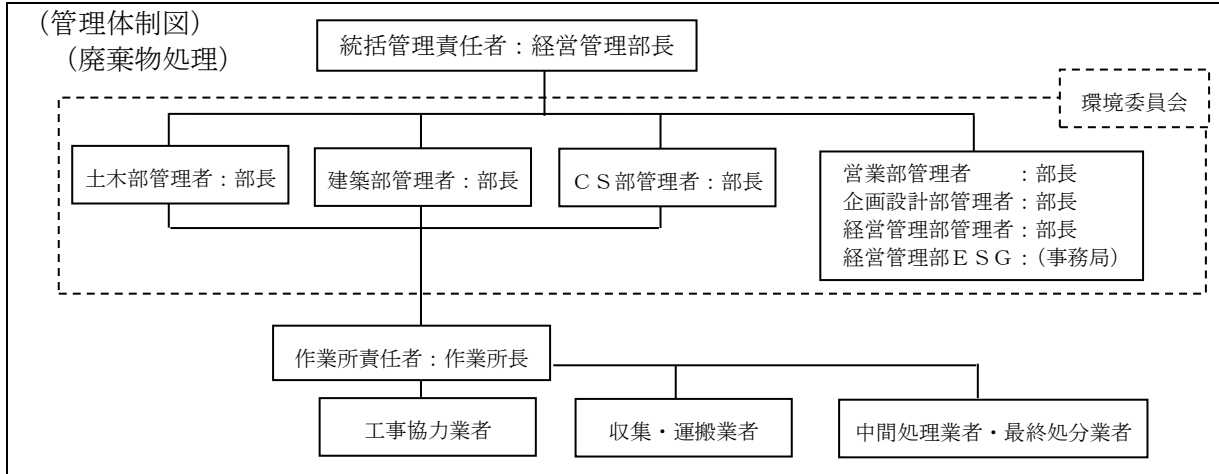 （管理体制図）
（廃棄物処理）
統括管理責任者：経営管理部長
環境委員会
土木部管理者：部長
建築部管理者：部長
ＣＳ部管理者：部長
営業部管理者　　：部長
企画設計部管理者：部長
経営管理部管理者：部長
経営管理部ＥＳＧ：（事務局）
作業所責任者：作業所長
工事協力業者
収集・運搬業者
中間処理業者・最終処分業者